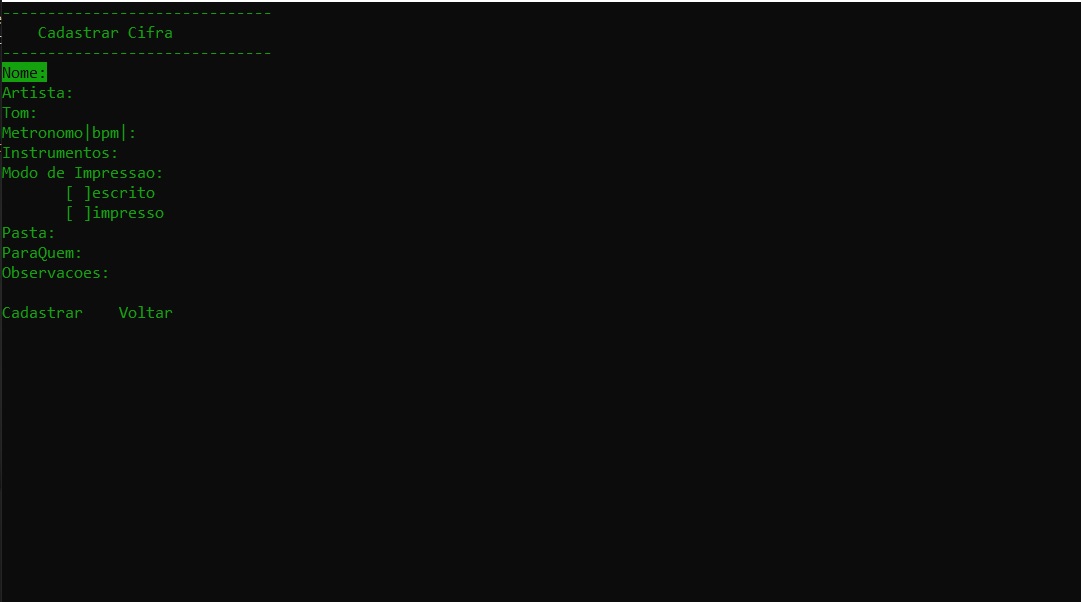 ------------------------------
Cadastrar Cifra
------------------------------
Nome:
Artista:
Tom:
Metronomo|bpm|:
Instrumentos:
Modo de Impressao:
[ ]escrito
[ ]impresso
Pasta:
ParaQuem:
Observacoes:
Cadastrar    Voltar